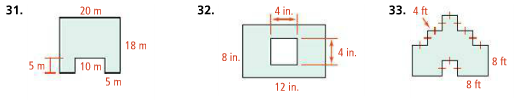 31.
20 m
18 m
5 m
10 m
5 m
32.
4 in.
8 in.
4 in.
12 in.
33.
4 ft
8 ft
8 ft